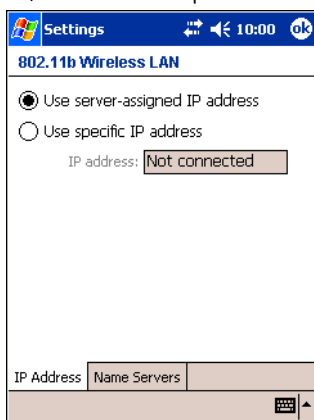 Settings 10:00 ok
802.11b Wireless LAN
Use server-assigned IP address
Use specific IP address
IP address: Not connected
IP Address Name Servers